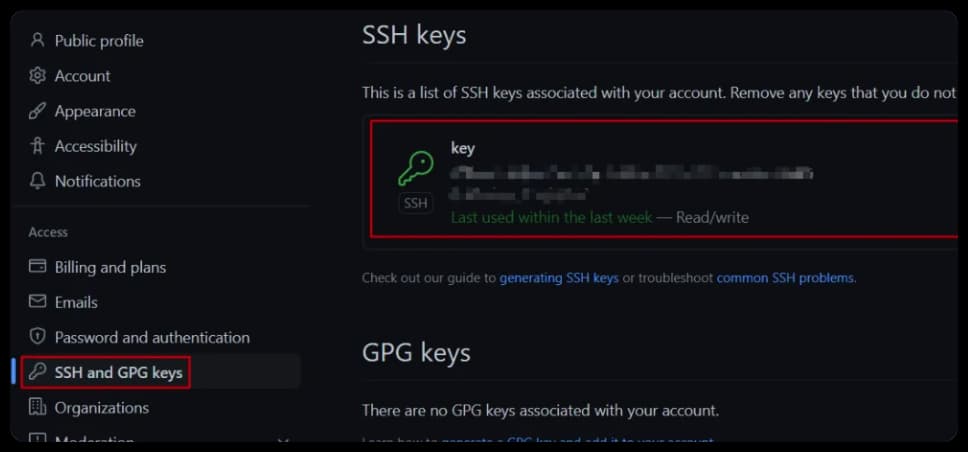 Public profile
Account
Appearance
Accessibility
Notifications
Access
Billing and plans
Emails
Password and authentication
SSH and GPG keys
Organizations
Moderation
SSH keys
This is a list of SSH keys associated with your account. Remove any keys that you do not
key
SSH
Last used within the last week — Read/write
Check out our guide to generating SSH keys or troubleshoot common SSH problems.
GPG keys
There are no GPG keys associated with your account.
Learn how to generate a GPG key and add it to your account